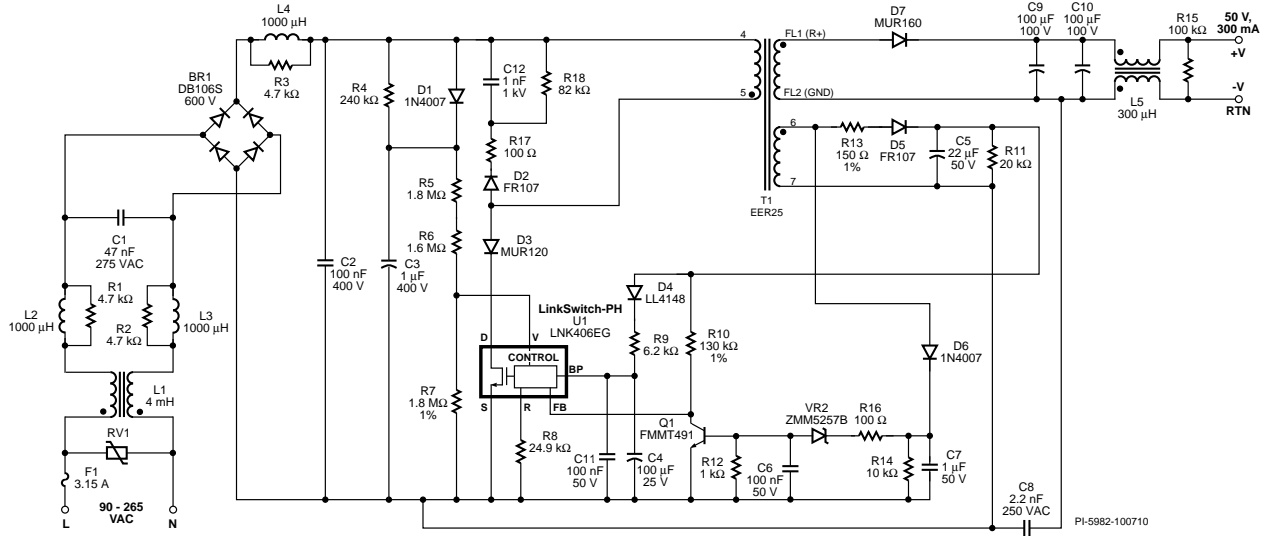 L4
1000 µH
R3
4.7 kΩ
BR1
DB106S
600 V
R4
240 kΩ
D1
1N4007
C12
1 nF
1 kV
R18
82 kΩ
R17
100 Ω
D2
FR107
D3
MUR120
R5
1.8 MΩ
R6
1.6 MΩ
C1
47 nF
275 VAC
C2
100 nF
400 V
C3
1 µF
400 V
R1
4.7 kΩ
R2
4.7 kΩ
L2
1000 µH
L3
1000 µH
L1
4 mH
RV1
F1
3.15 A
90 - 265
VAC
L
N
4
5
FL1 (R+)
FL2 (GND)
6
7
T1
EER25
D7
MUR160
C9
100 µF
100 V
C10
100 µF
100 V
R15
100 kΩ
50 V,
300 mA
+V
-V
RTN
L5
300 µH
R13
150 Ω
1%
D5
FR107
C5
22 µF
50 V
R11
20 kΩ
LinkSwitch-PH
U1
LNK406EG
D
V
CONTROL
BP
S
R
FB
R7
1.8 MΩ
1%
R8
24.9 kΩ
D4
LL4148
R9
6.2 kΩ
R10
130 kΩ
1%
D6
1N4007
C11
100 nF
50 V
C4
100 µF
25 V
Q1
FMMT491
R12
1 kΩ
C6
100 nF
50 V
VR2
ZMM5257B
R16
100 Ω
R14
10 kΩ
C7
1 µF
50 V
C8
2.2 nF
250 VAC
PI-5982-100710